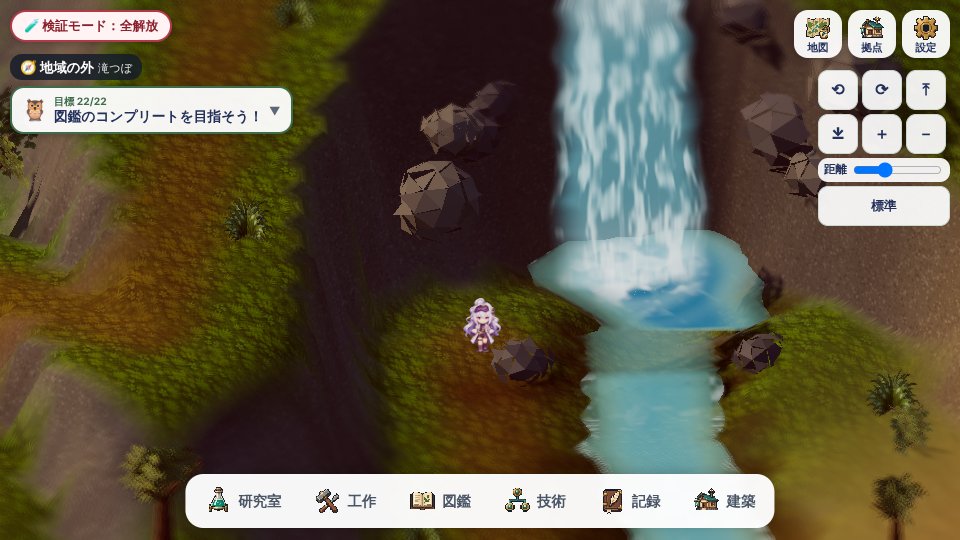 検証モード：全解放
地域の外 滝つぼ
目標 22/22
図鑑のコンプリートを目指そう！ ▼
地図
拠点
設定
⟲ ⟳ ⤒
⤓ + −
距離
標準
研究室
工作
図鑑
技術
記録
建築